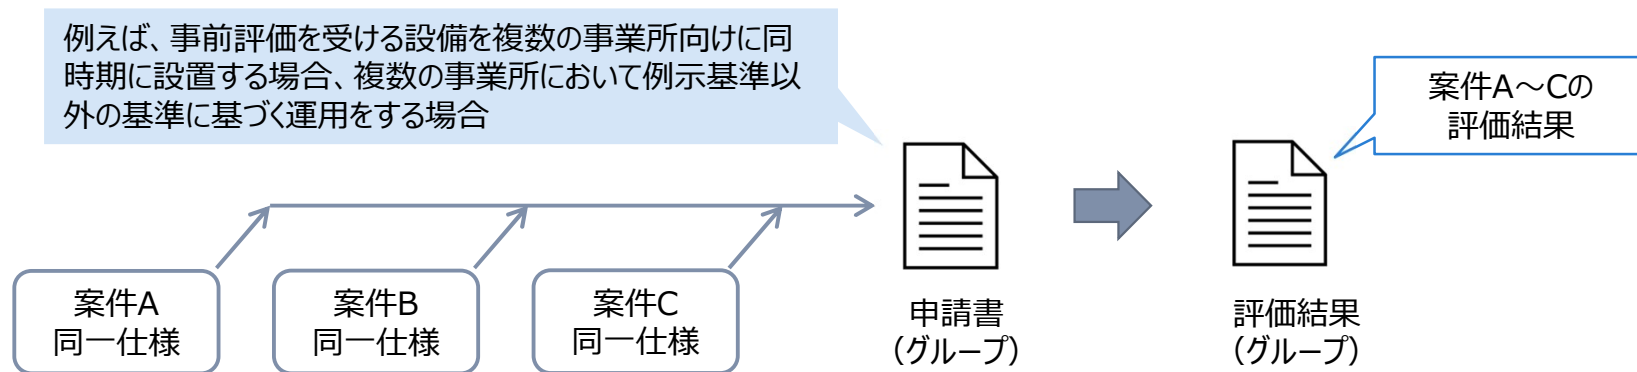 例えば、事前評価を受ける設備を複数の事業所向けに同
時期に設置する場合、複数の事業所において例示基準以
外の基準に基づく運用をする場合
案件A～Cの
評価結果
案件A
同一仕様
案件B
同一仕様
案件C
同一仕様
申請書
（グループ）
評価結果
（グループ）